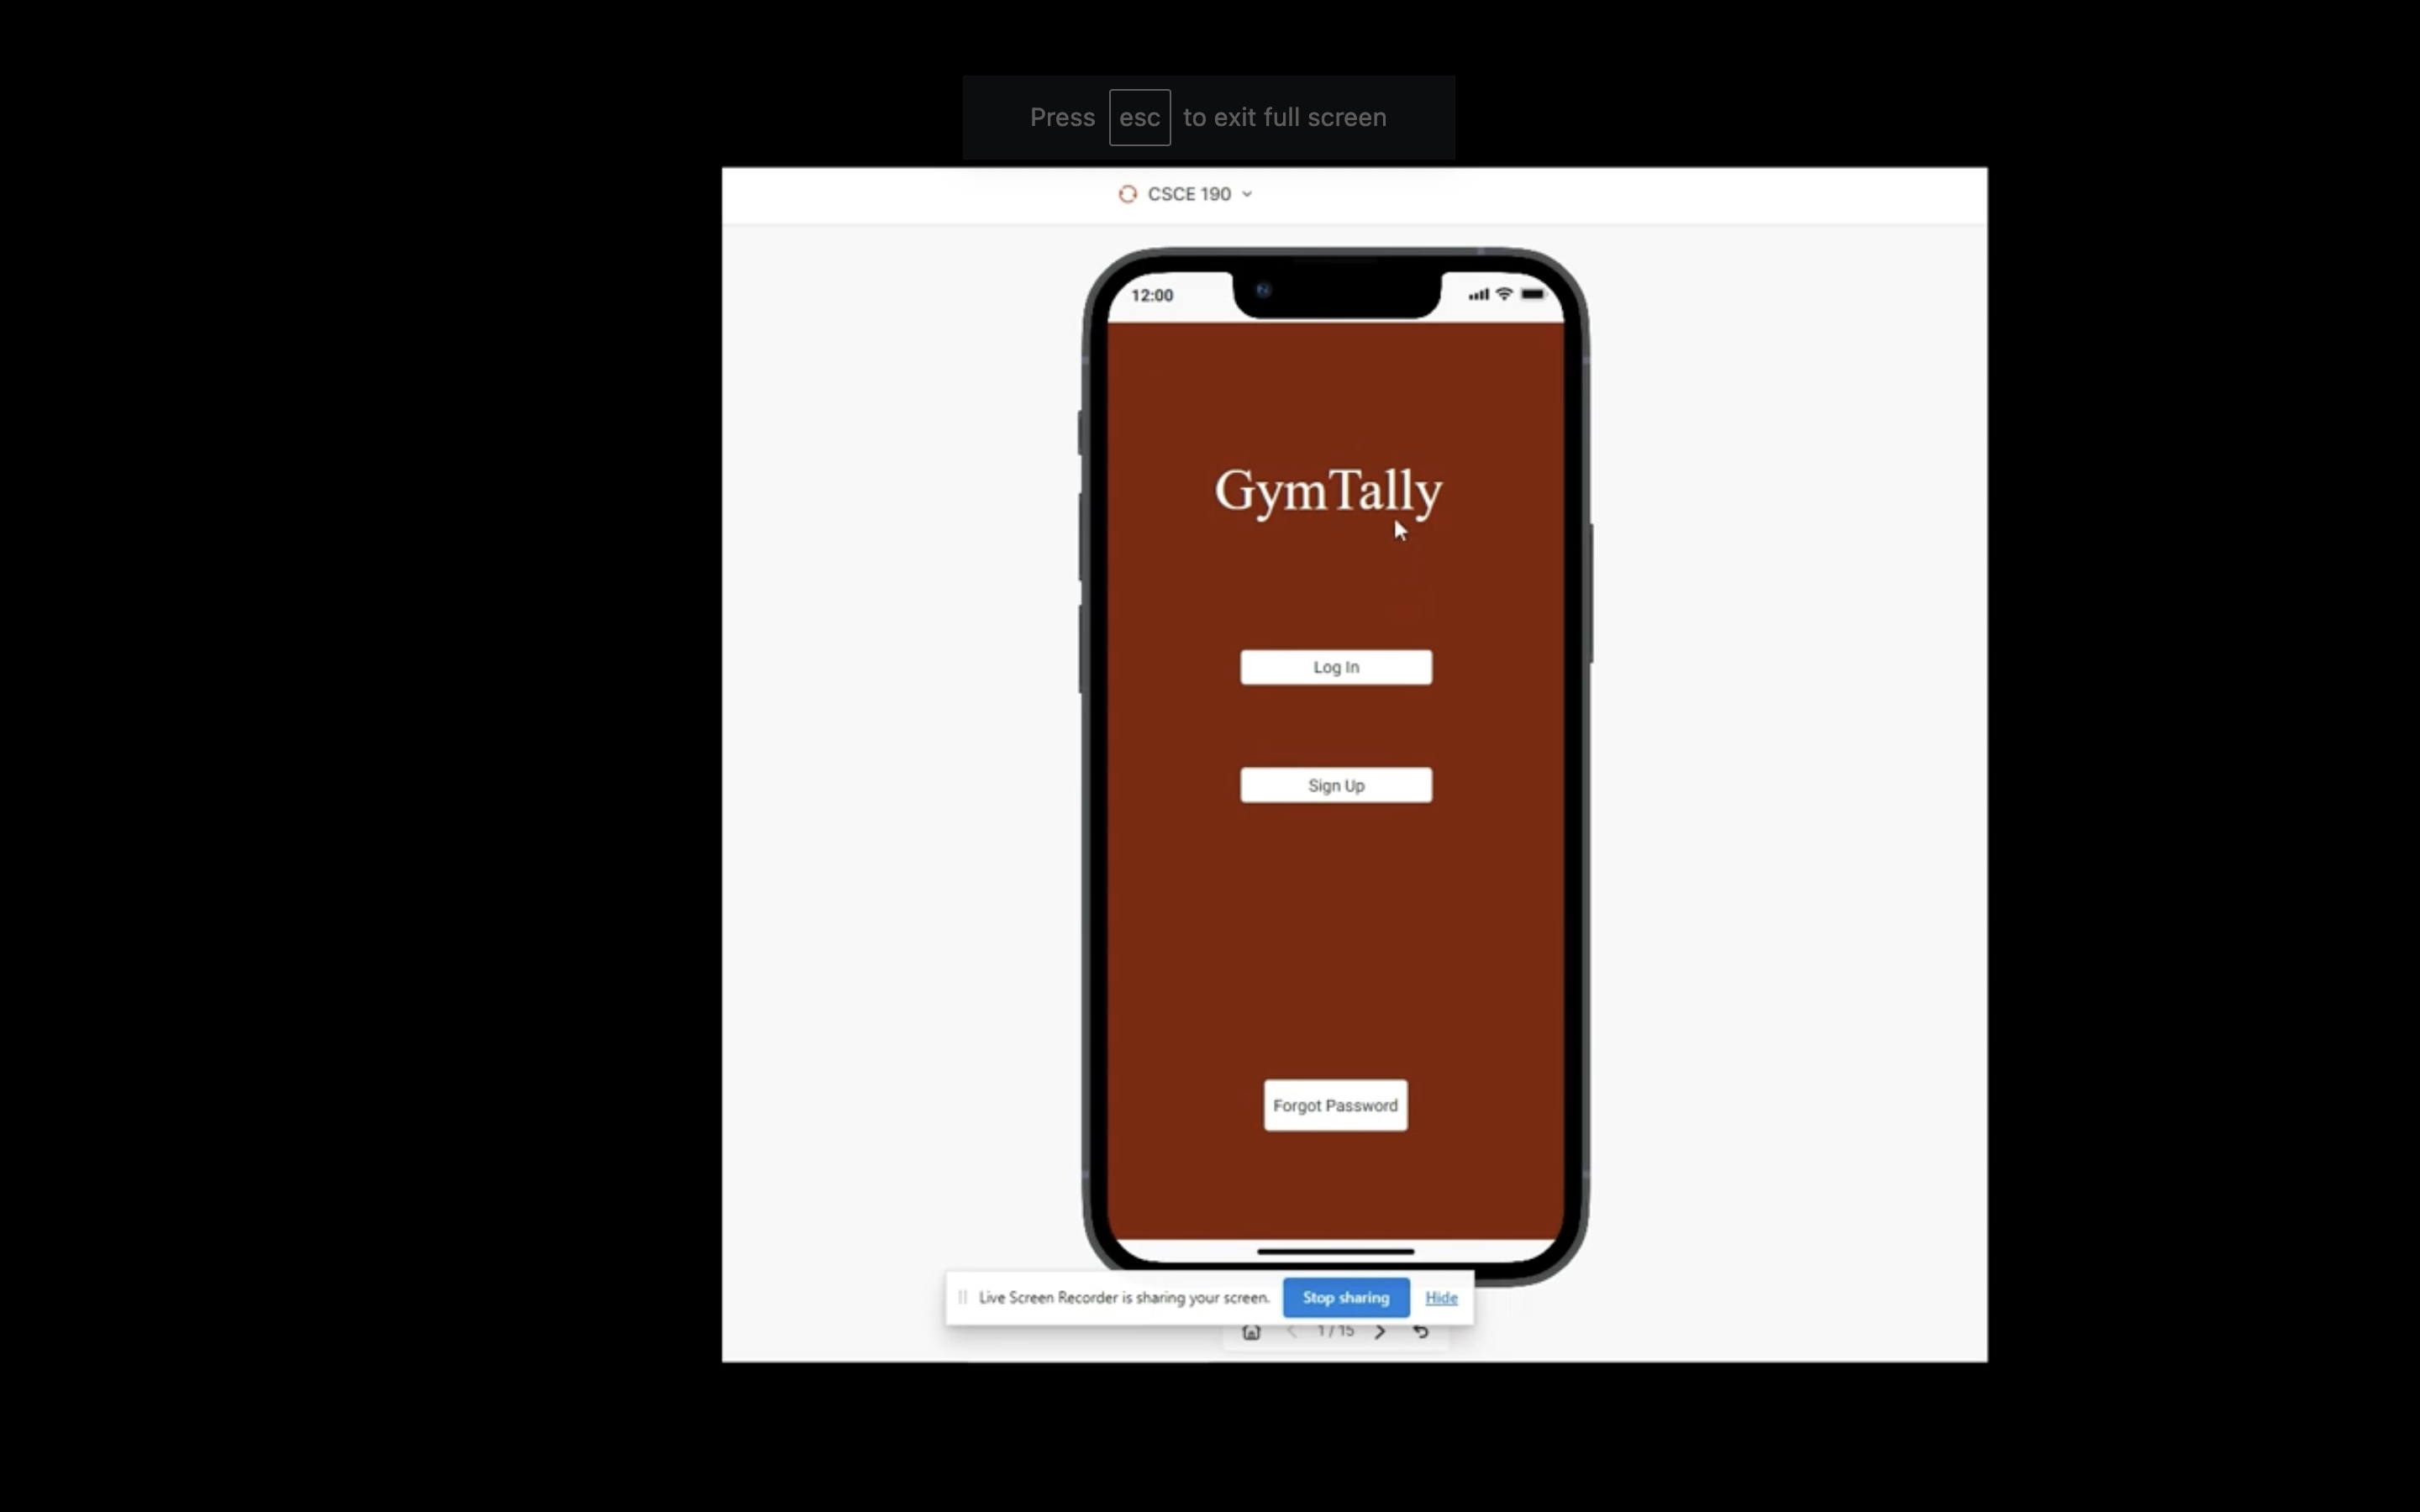 Press esc to exit full screen
CSCE 190
12:00
GymTally
Log In
Sign Up
Forgot Password
Live Screen Recorder is sharing your screen. Stop sharing Hide
1 / 15